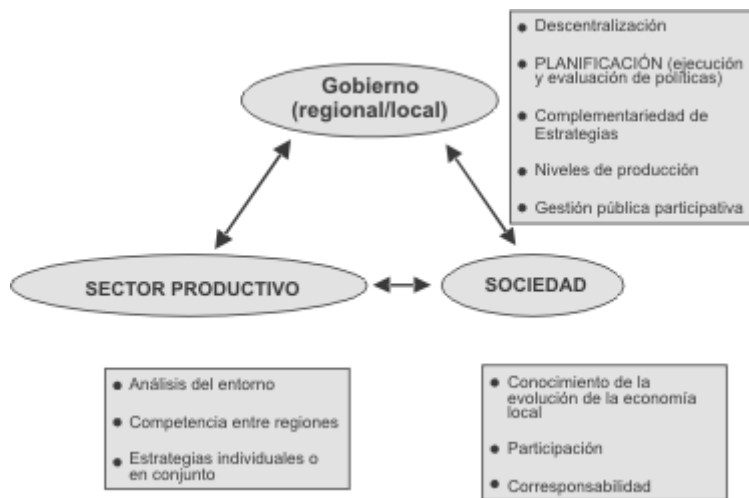 Gobierno
(regional/local)
• Descentralización
• PLANIFICACIÓN (ejecución
y evaluación de políticas)
• Complementariedad de
Estrategias
• Niveles de producción
• Gestión pública participativa
SECTOR PRODUCTIVO
SOCIEDAD
• Análisis del entorno
• Competencia entre regiones
• Estrategias individuales o
en conjunto
• Conocimiento de la
evolución de la economía
local
• Participación
• Corresponsabilidad